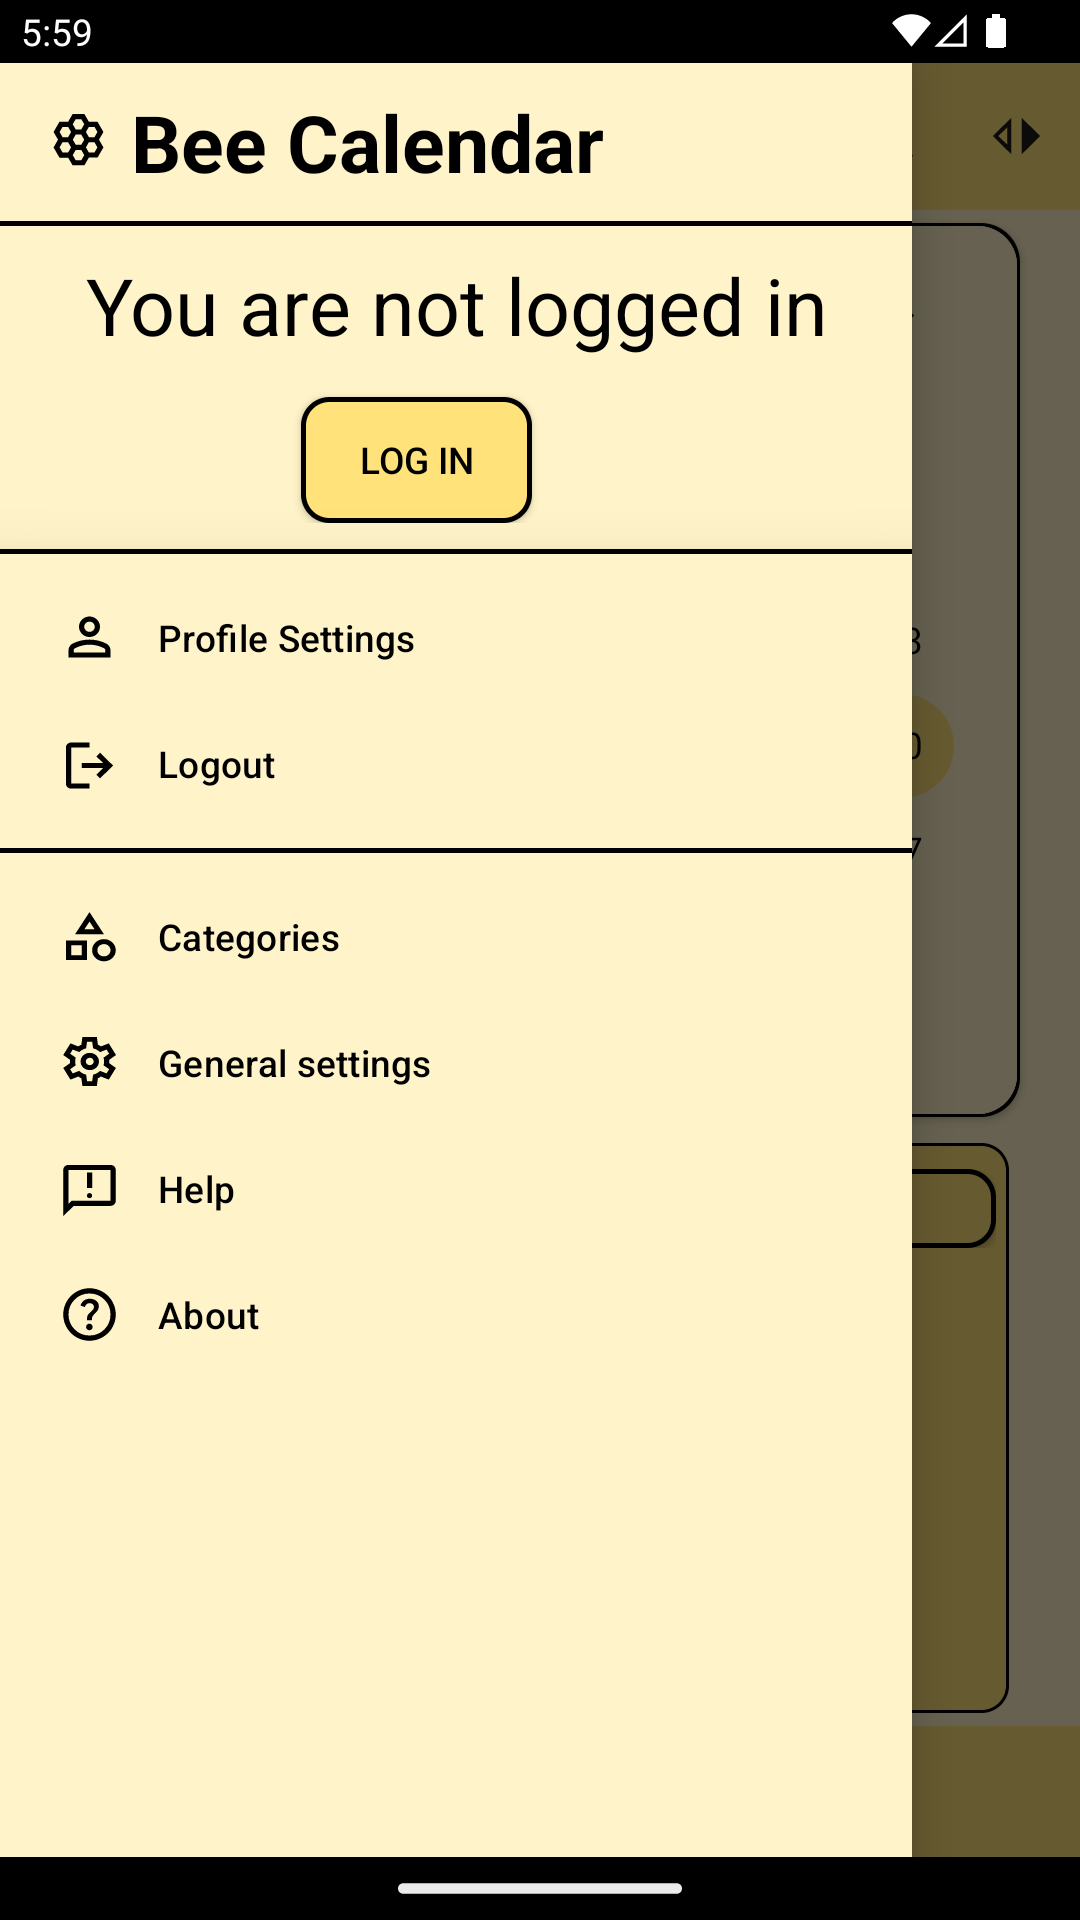 5:59
Bee Calendar
You are not logged in
LOG IN
Profile Settings
Logout
Categories
General settings
Help
About